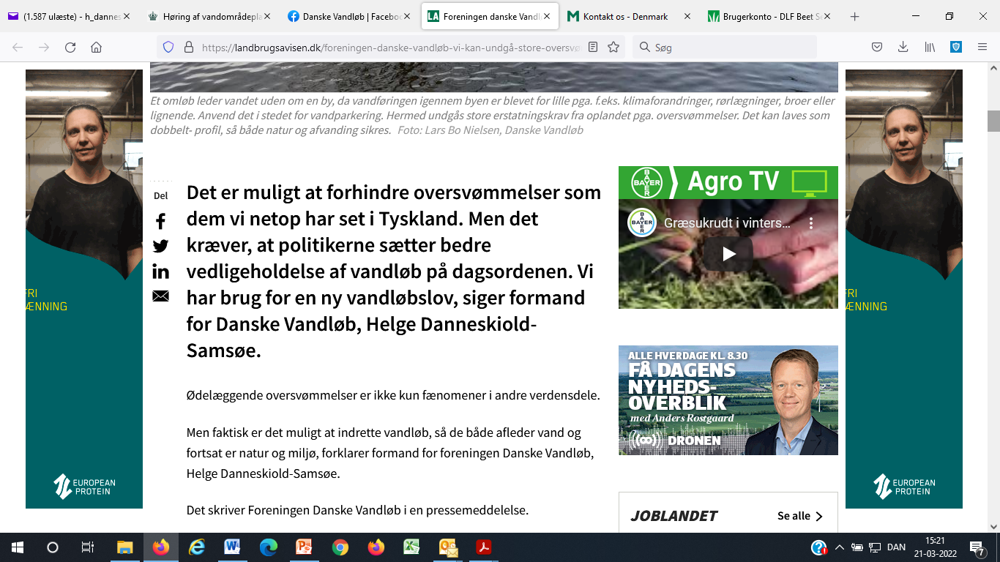 (1.587 ulæste) - h_dannes
Høring af vandområdepla
Danske Vandløb | Faceboo
Foreningen danske Vandl
Kontakt os - Denmark
Brugerkonto - DLF Beet Se
https://landbrugsavisen.dk/foreningen-danske-vandløb-vi-kan-undgå-store-oversvø
Søg
Et omløb leder vandet uden om en by, da vandføringen igennem byen er blevet for lille pga. f.eks. klimaforandringer, rørlægninger, broer eller
lignende. Anvend det i stedet for vandparkering. Hermed undgås store erstatningskrav fra oplandet pga. oversvømmelser. Det kan laves som
dobbelt- profil, så både natur og afvanding sikres. Foto: Lars Bo Nielsen, Danske Vandløb
FRI
ÆNNING
EUROPEAN
PROTEIN
Del
Det er muligt at forhindre oversvømmelser som
dem vi netop har set i Tyskland. Men det
kræver, at politikerne sætter bedre
vedligeholdelse af vandløb på dagsordenen. Vi
har brug for en ny vandløbslov, siger formand
for Danske Vandløb, Helge Danneskiold-
Samsøe.
Ødelæggende oversvømmelser er ikke kun fænomener i andre verdensdele.
Men faktisk er det muligt at indrette vandløb, så de både afleder vand og
fortsat er natur og miljø, forklarer formand for foreningen Danske Vandløb,
Helge Danneskiold-Samsøe.
Det skriver Foreningen Danske Vandløb i en pressemeddelelse.
BAYER
BAYER
Agro TV
BAYER
BAYER
Græsukrudt i vinters...
ALLE HVERDAGE KL. 8.30
FÅ DAGENS
NYHEDS-
OVERBLIK
med Anders Rostgaard
DRONEN
JOBLANDET
Se alle
FRI
ÆNNING
EUROPEAN
PROTEIN
DAN
15:21
21-03-2022
7